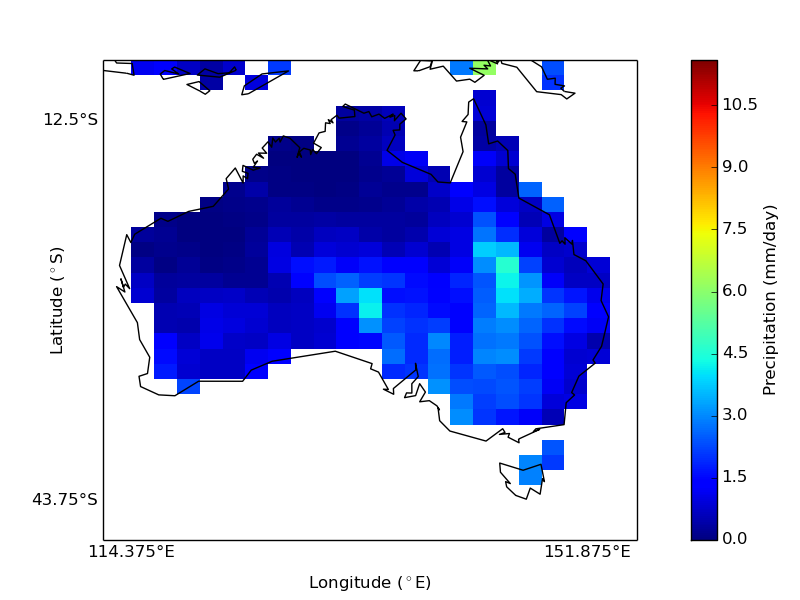 12.5°S
43.75°S
Latitude (°S)
114.375°E
151.875°E
Longitude (°E)
10.5
9.0
7.5
6.0
4.5
3.0
1.5
0.0
Precipitation (mm/day)